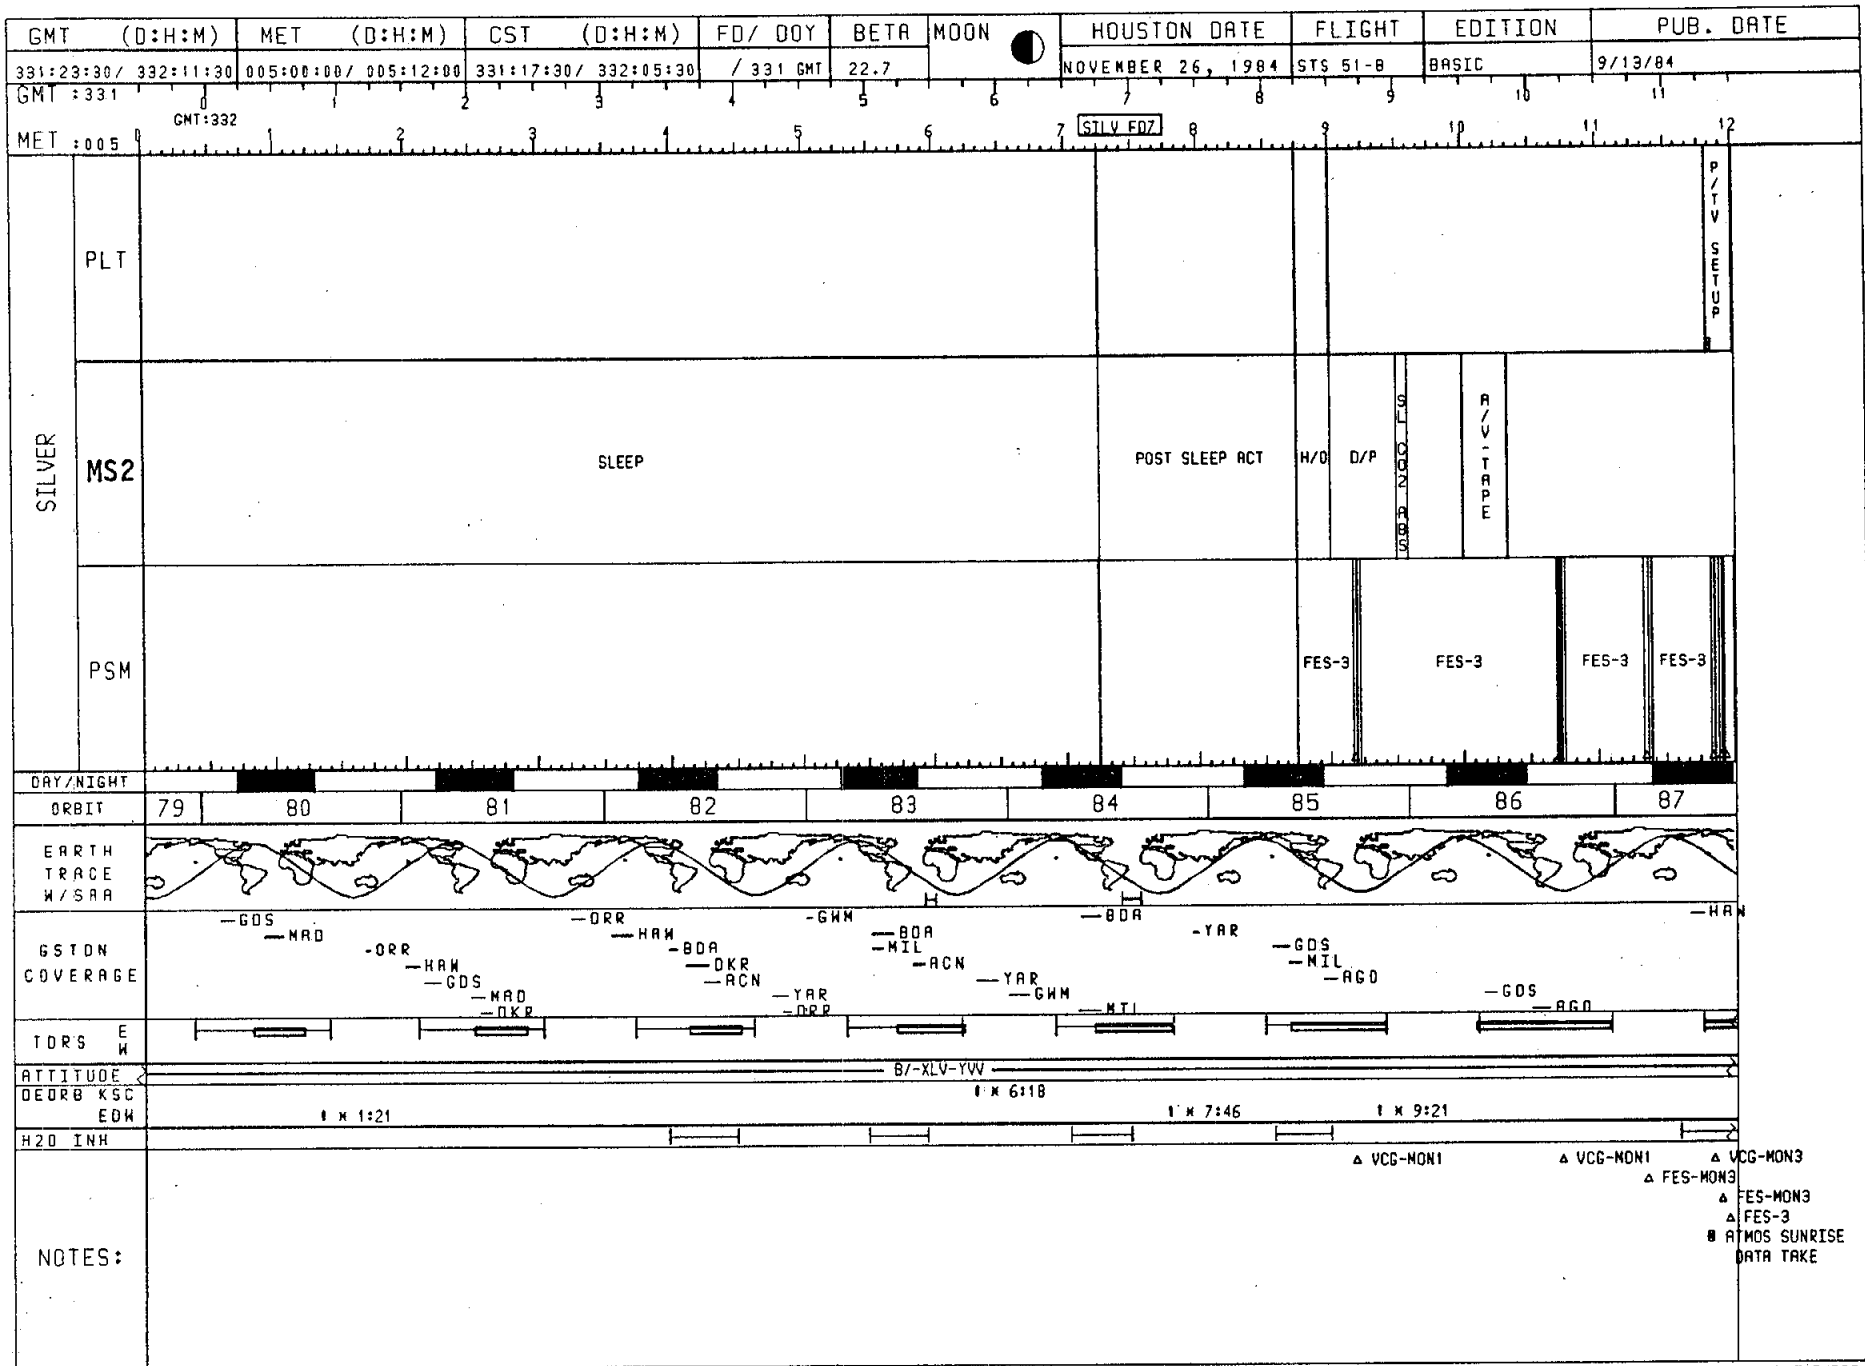 GMT (D:H:M) MET (D:H:M) CST (D:H:M) FD/ DOY BETA MOON HOUSTON DATE FLIGHT EDITION PUB. DATE
331:23:30/ 332:11:30 005:00:00/ 005:12:00 331:17:30/ 332:05:30 / 331 GMT 22.7 NOVEMBER 26, 1984 STS 51-B BASIC 9/13/84
GMT :331 0 1 2 3 4 5 6 7 8 9 10 11
GMT:332
MET :005 0 1 2 3 4 5 6 7 SILV FD7 8 9 10 11 12
SILVER
PLT
P/TV SETUP
MS2
SLEEP
POST SLEEP ACT
H/O
D/P
SL CO2 ABS
A/V-TAPE
PSM
FES-3
FES-3
FES-3
FES-3
DAY/NIGHT
ORBIT 79 80 81 82 83 84 85 86 87
EARTH
TRACE
W/SAA
GSTDN
COVERAGE
GDS ORR GWM BDA HAW
MAD HAW BDA YAR
ORR BDA MIL GDS
HAW DKR ACN MIL
GDS ACN YAR AGO
MAD YAR GWM GDS
DKR ORR MIL AGO
TDRS E
W
ATTITUDE B/-XLV-YVV
DEORB KSC * 6:18
EDW * 1:21 * 7:46 * 9:21
H2O INH
VCG-MON1 VCG-MON1 VCG-MON3
FES-MON3
FES-MON3
FES-3
ATMOS SUNRISE
DATA TAKE
NOTES: